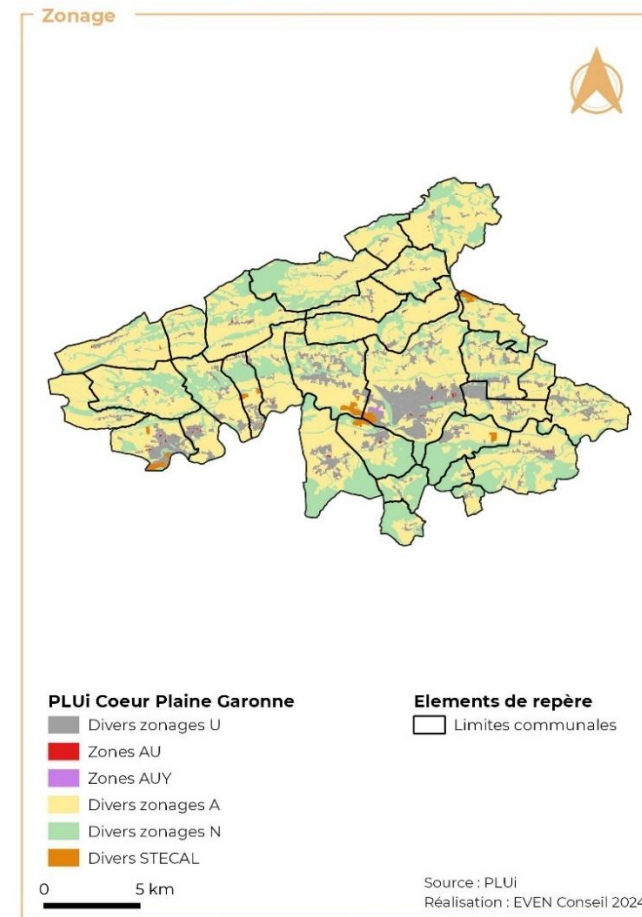 Zonage
PLUi Coeur Plaine Garonne
Divers zonages U
Zones AU
Zones AUY
Divers zonages A
Divers zonages N
Divers STECAL
Elements de repère
Limites communales
0 5 km
Source : PLUi
Réalisation : EVEN Conseil 2024